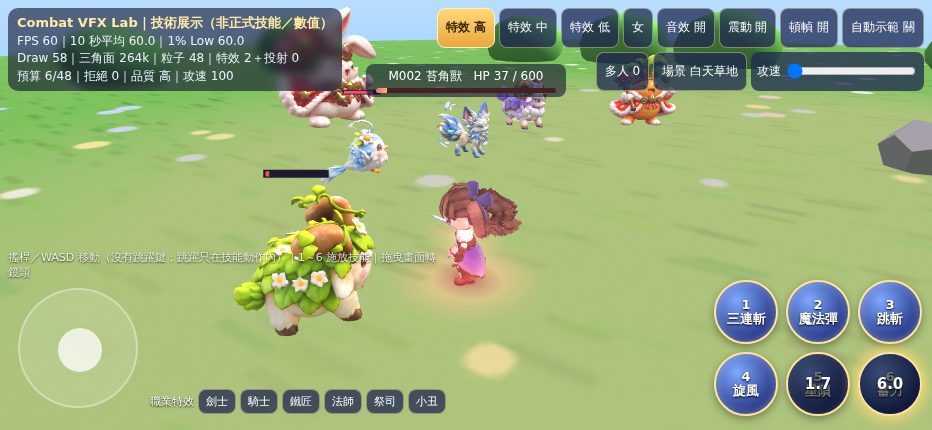 Combat VFX Lab｜技術展示（非正式技能／數值）
FPS 60｜10 秒平均 60.0｜1% Low 60.0
Draw 58｜三角面 264k｜粒子 48｜特效 2＋投射 0
預算 6/48｜拒絕 0｜品質 高｜攻速 100
特效 高
特效 中
特效 低
女
音效 開
震動 開
頓幀 開
自動示範 關
多人 0
場景 白天草地
攻速
M002 苔角獸 HP 37 / 600
搖桿／WASD 移動（沒有跳躍鍵；跳躍只在技能動作內）｜1～6 施放技能｜拖曳畫面轉
鏡頭
1
三連斬
2
魔法彈
3
跳斬
4
旋風
1.7
6.0
職業特效
劍士
騎士
鐵匠
法師
祭司
小丑